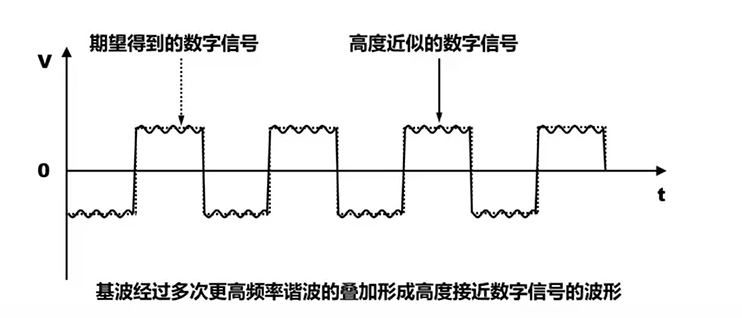 期望得到的数字信号
高度近似的数字信号
V
0
t
基波经过多次更高频率谐波的叠加形成高度接近数字信号的波形